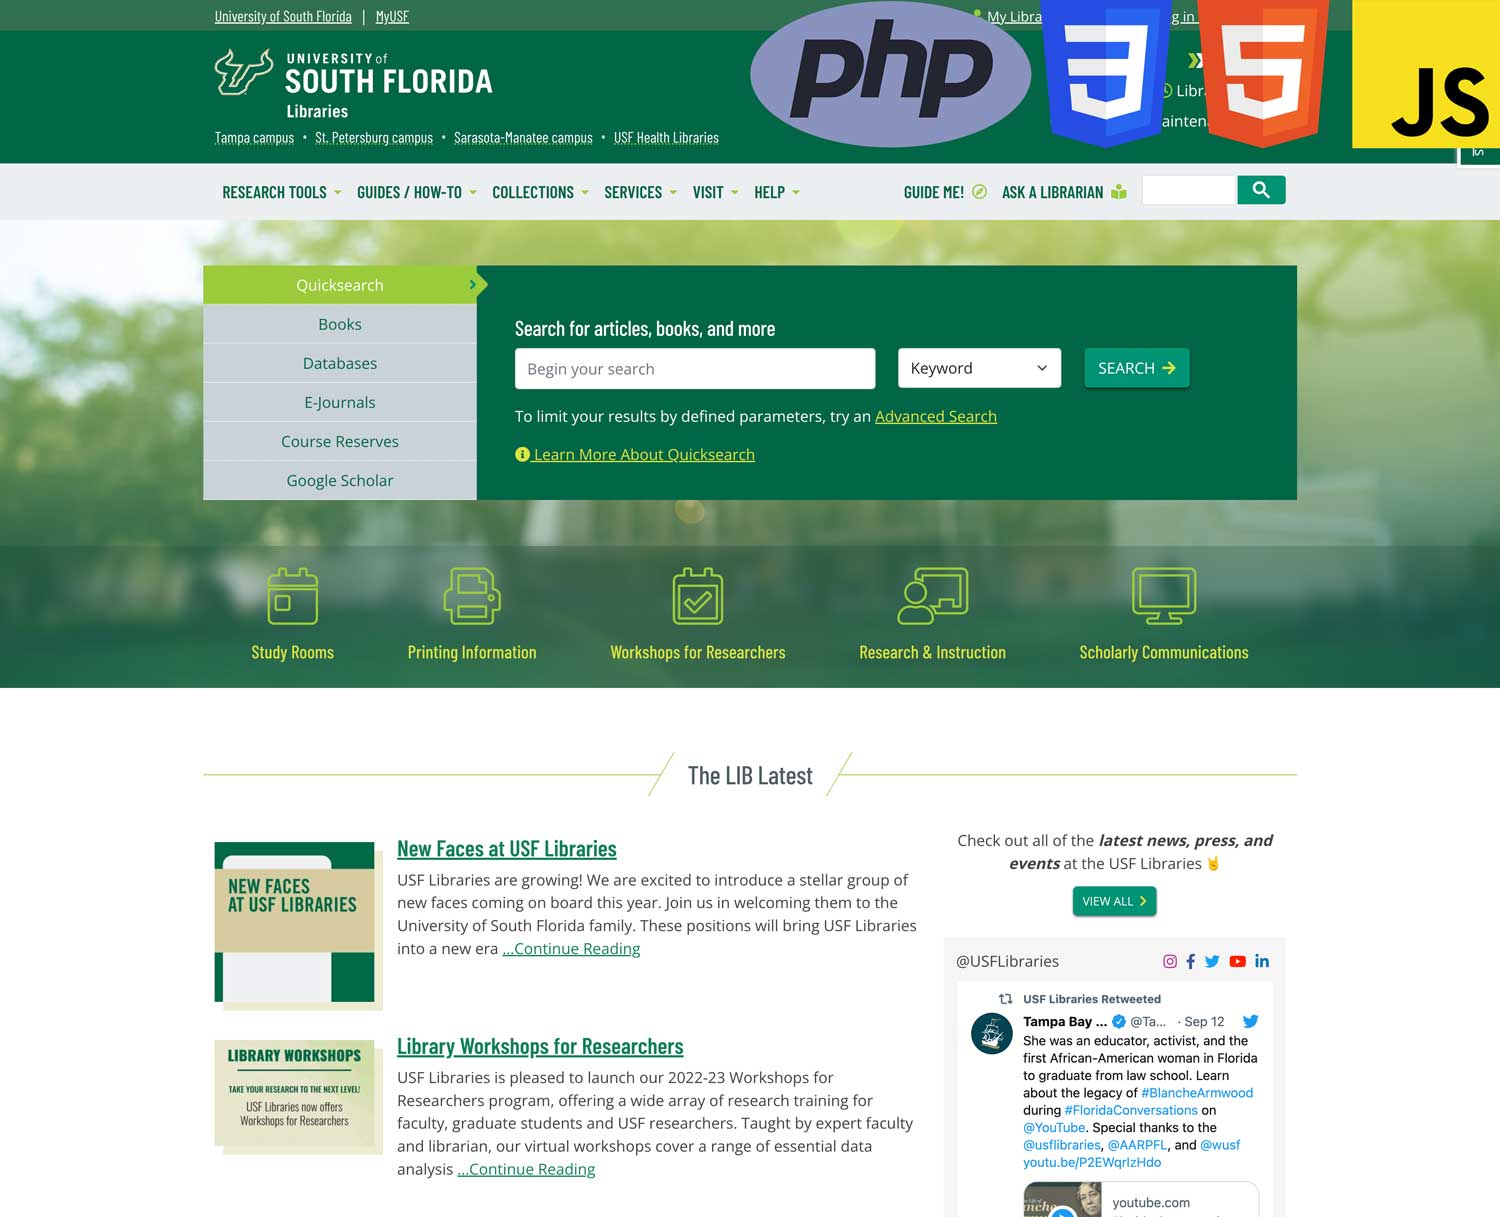 University of South Florida | MyUSF
My Libra
g in
php
3
5
JS
UNIVERSITY of
SOUTH FLORIDA
Libraries
Tampa campus • St. Petersburg campus • Sarasota-Manatee campus • USF Health Libraries
RESEARCH TOOLS GUIDES / HOW-TO COLLECTIONS SERVICES VISIT HELP GUIDE ME! ASK A LIBRARIAN
Quicksearch
Books
Databases
E-Journals
Course Reserves
Google Scholar
Search for articles, books, and more
Begin your search Keyword SEARCH
To limit your results by defined parameters, try an Advanced Search
Learn More About Quicksearch
Study Rooms Printing Information Workshops for Researchers Research & Instruction Scholarly Communications
The LIB Latest
NEW FACES
AT USF LIBRARIES
New Faces at USF Libraries
USF Libraries are growing! We are excited to introduce a stellar group of
new faces coming on board this year. Join us in welcoming them to the
University of South Florida family. These positions will bring USF Libraries
into a new era ...Continue Reading
LIBRARY WORKSHOPS
TAKE YOUR RESEARCH TO THE NEXT LEVEL!
USF Libraries now offers
Workshops for Researchers
Library Workshops for Researchers
USF Libraries is pleased to launch our 2022-23 Workshops for
Researchers program, offering a wide array of research training for
faculty, graduate students and USF researchers. Taught by expert faculty
and librarian, our virtual workshops cover a range of essential data
analysis ...Continue Reading
Check out all of the latest news, press, and
events at the USF Libraries 🤘
VIEW ALL
@USFLibraries
USF Libraries Retweeted
Tampa Bay ... @Ta... · Sep 12
She was an educator, activist, and the
first African-American woman in Florida
to graduate from law school. Learn
about the legacy of #BlancheArmwood
during #FloridaConversations on
@YouTube. Special thanks to the
@usflibraries, @AARPFL, and @wusf
youtu.be/P2EWqrlzHdo
youtube.com